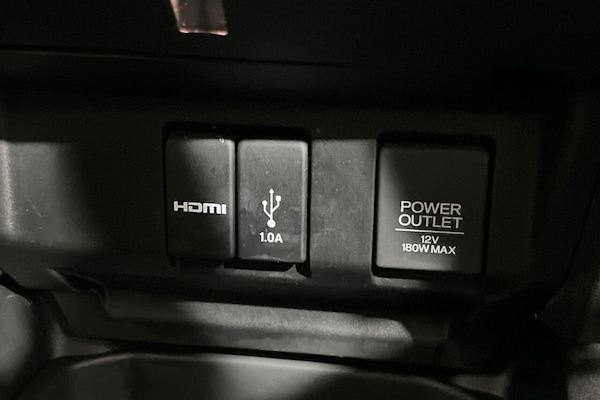 HDMI
1.0A
POWER
OUTLET
12V
180W MAX